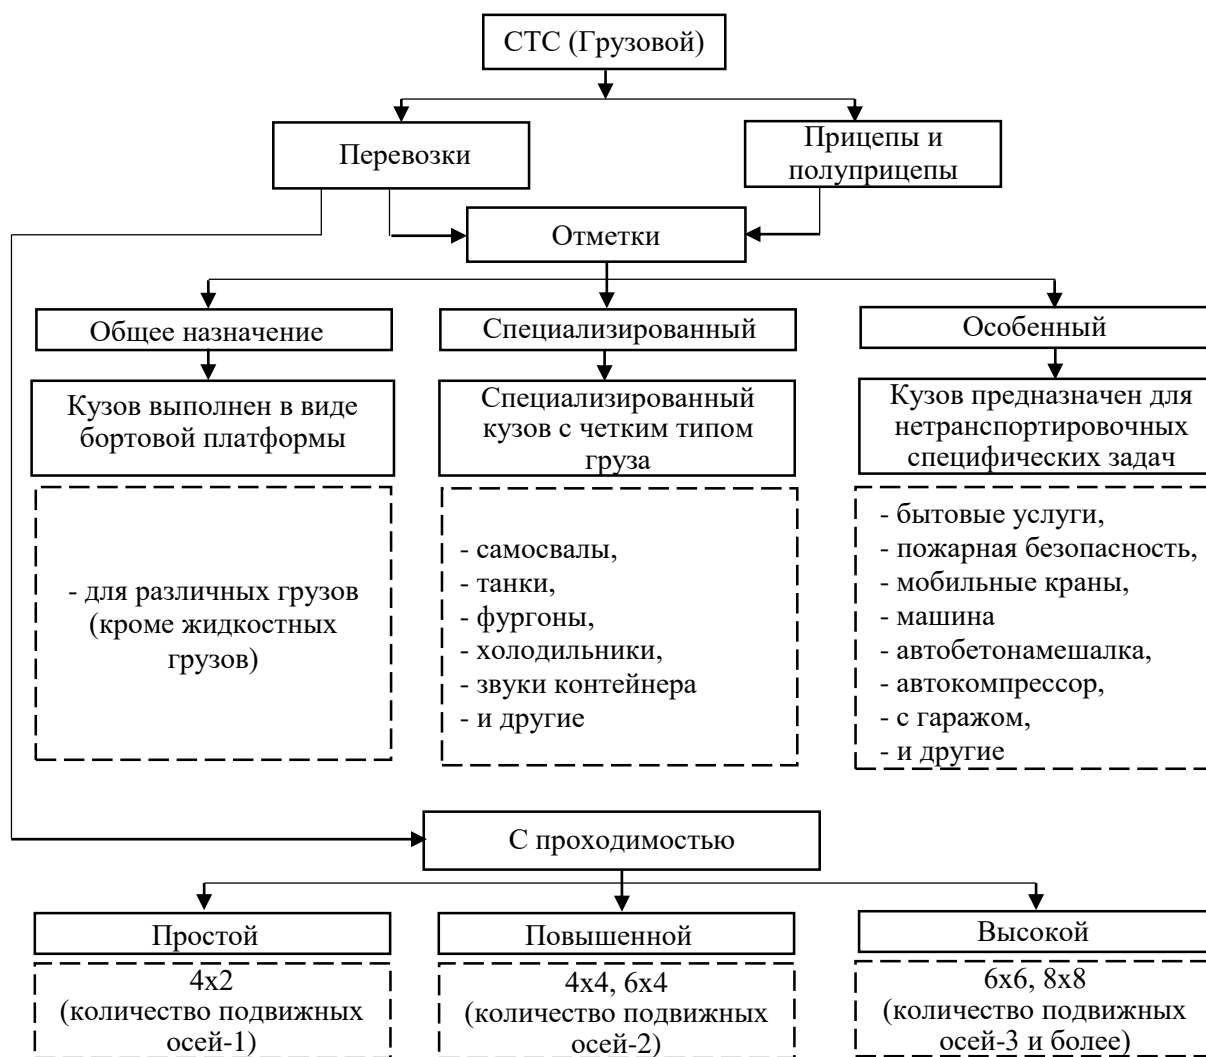 СТС (Грузовой)
Перевозки
Прицепы и
полуприцепы
Отметки
Общее назначение
Специализированный
Особенный
Кузов выполнен в виде
бортовой платформы
Специализированный
кузов с четким типом
груза
Кузов предназначен для
нетранспортировочных
специфических задач
- для различных грузов
(кроме жидкостных
грузов)
- самосвалы,
- танки,
- фургоны,
- холодильники,
- звуки контейнера
- и другие
- бытовые услуги,
- пожарная безопасность,
- мобильные краны,
- машина
- автобетонамешалка,
- автокомпрессор,
- с гаражом,
- и другие
С проходимостью
Простой
Повышенной
Высокой
4х2
(количество подвижных
осей-1)
4х4, 6х4
(количество подвижных
осей-2)
6х6, 8х8
(количество подвижных
осей-3 и более)